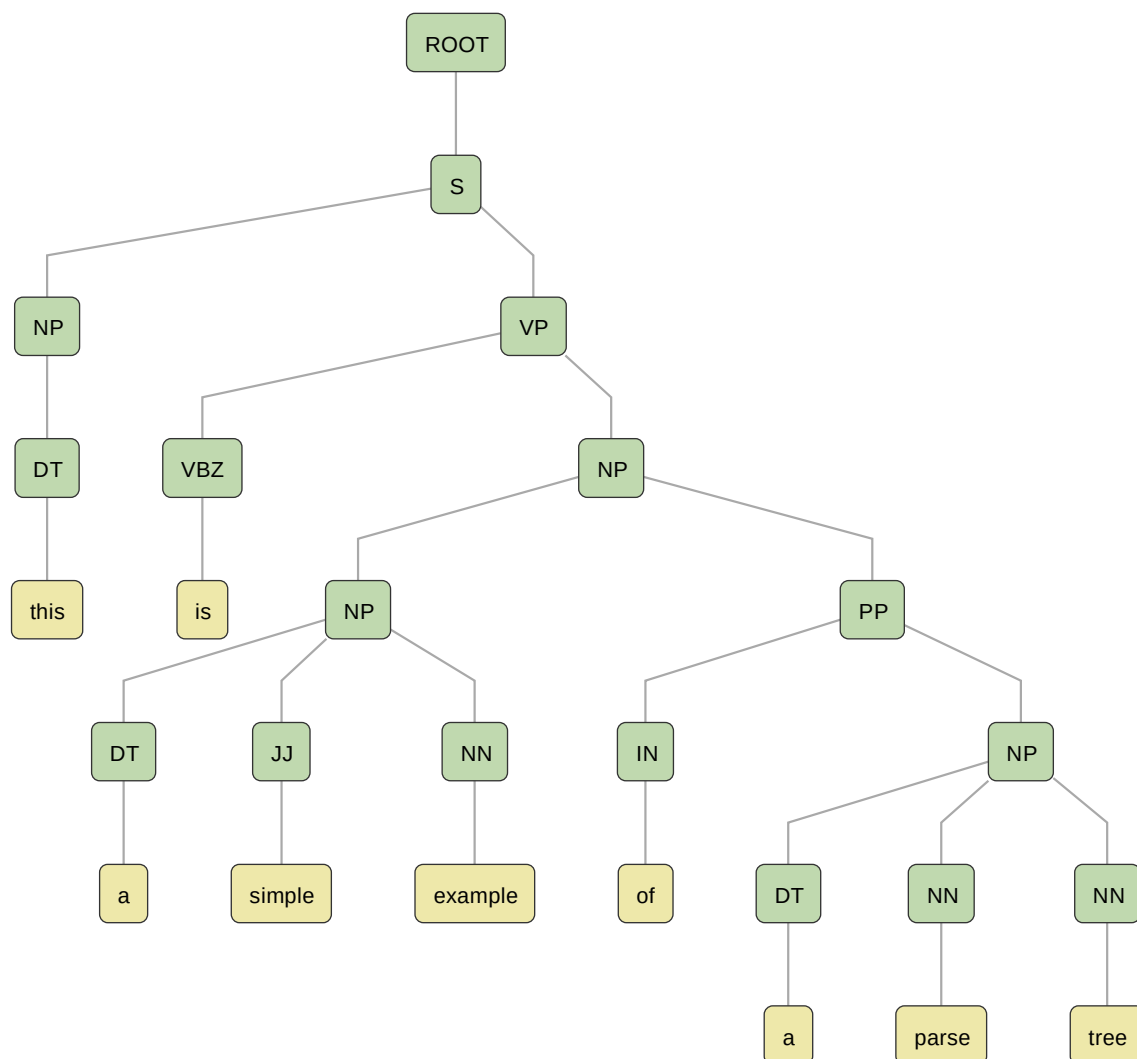 ROOT
S
NP VP
DT VBZ NP
this is NP PP
DT JJ NN IN NP
a simple example of DT NN NN
a parse tree